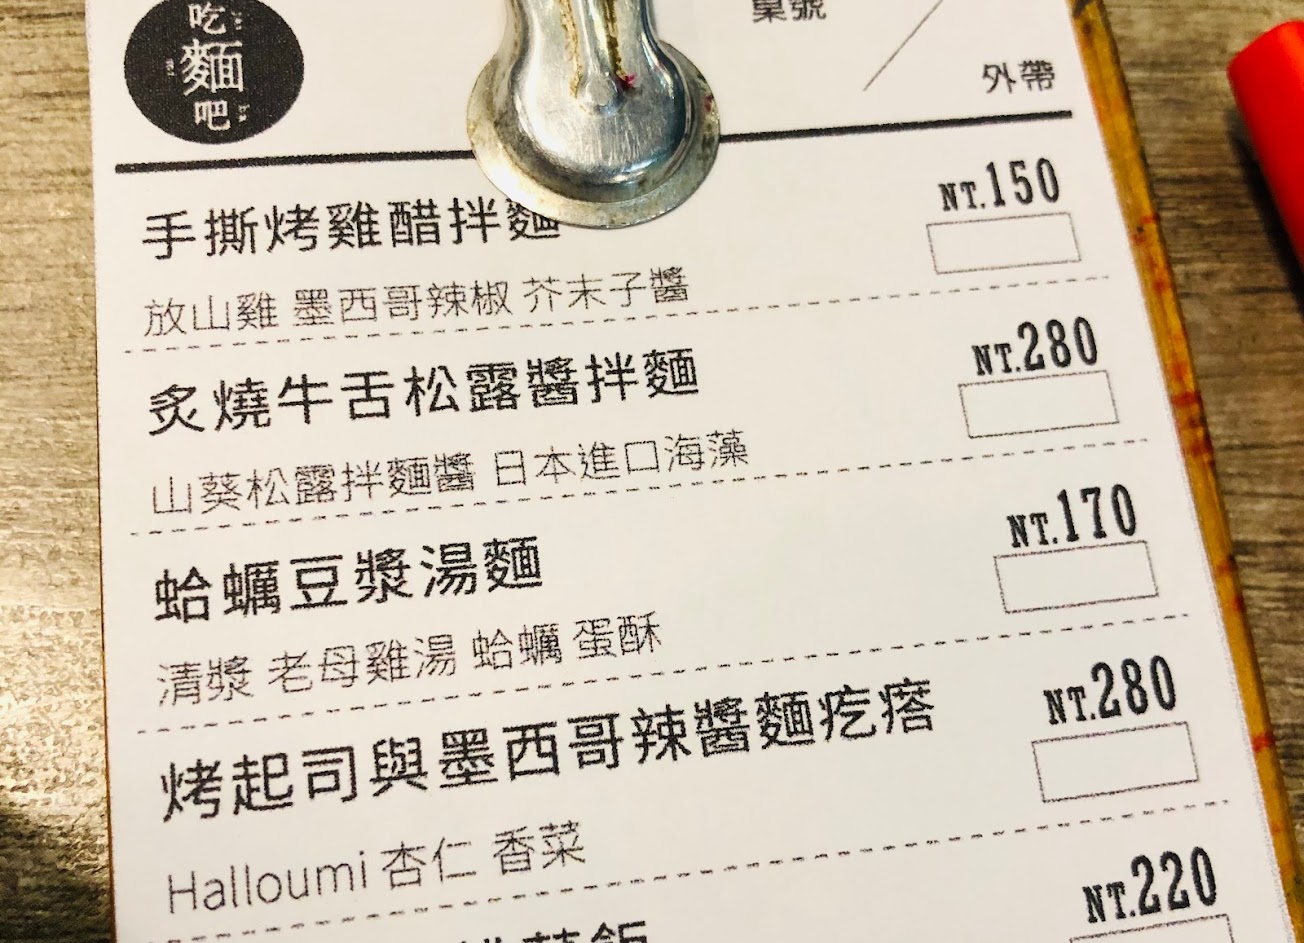 吃
麵
吧
桌號
外帶
手撕烤雞醋拌麵 NT.150
放山雞 墨西哥辣椒 芥末子醬
炙燒牛舌松露醬拌麵 NT.280
山葵松露拌麵醬 日本進口海藻
蛤蠣豆漿湯麵 NT.170
清漿 老母雞湯 蛤蠣 蛋酥
烤起司與墨西哥辣醬麵疙瘩 NT.280
Halloumi 杏仁 香菜
NT.220